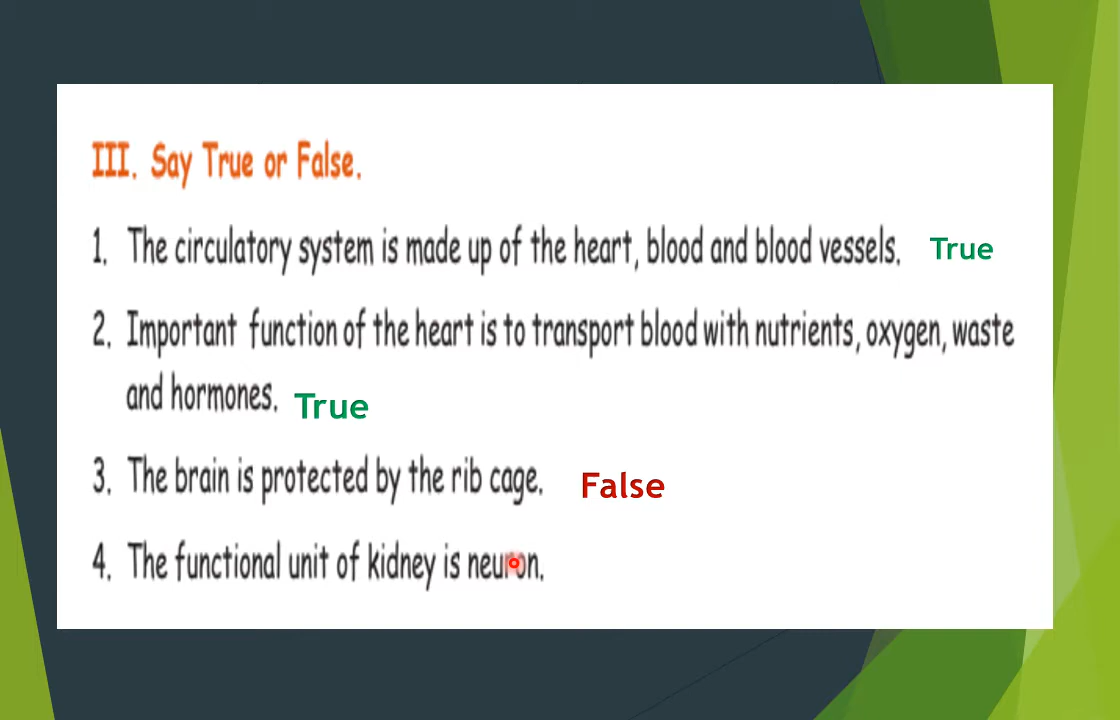 III. Say True or False.
1. The circulatory system is made up of the heart, blood and blood vessels. True
2. Important function of the heart is to transport blood with nutrients, oxygen, waste
and hormones. True
3. The brain is protected by the rib cage. False
4. The functional unit of kidney is neuron.